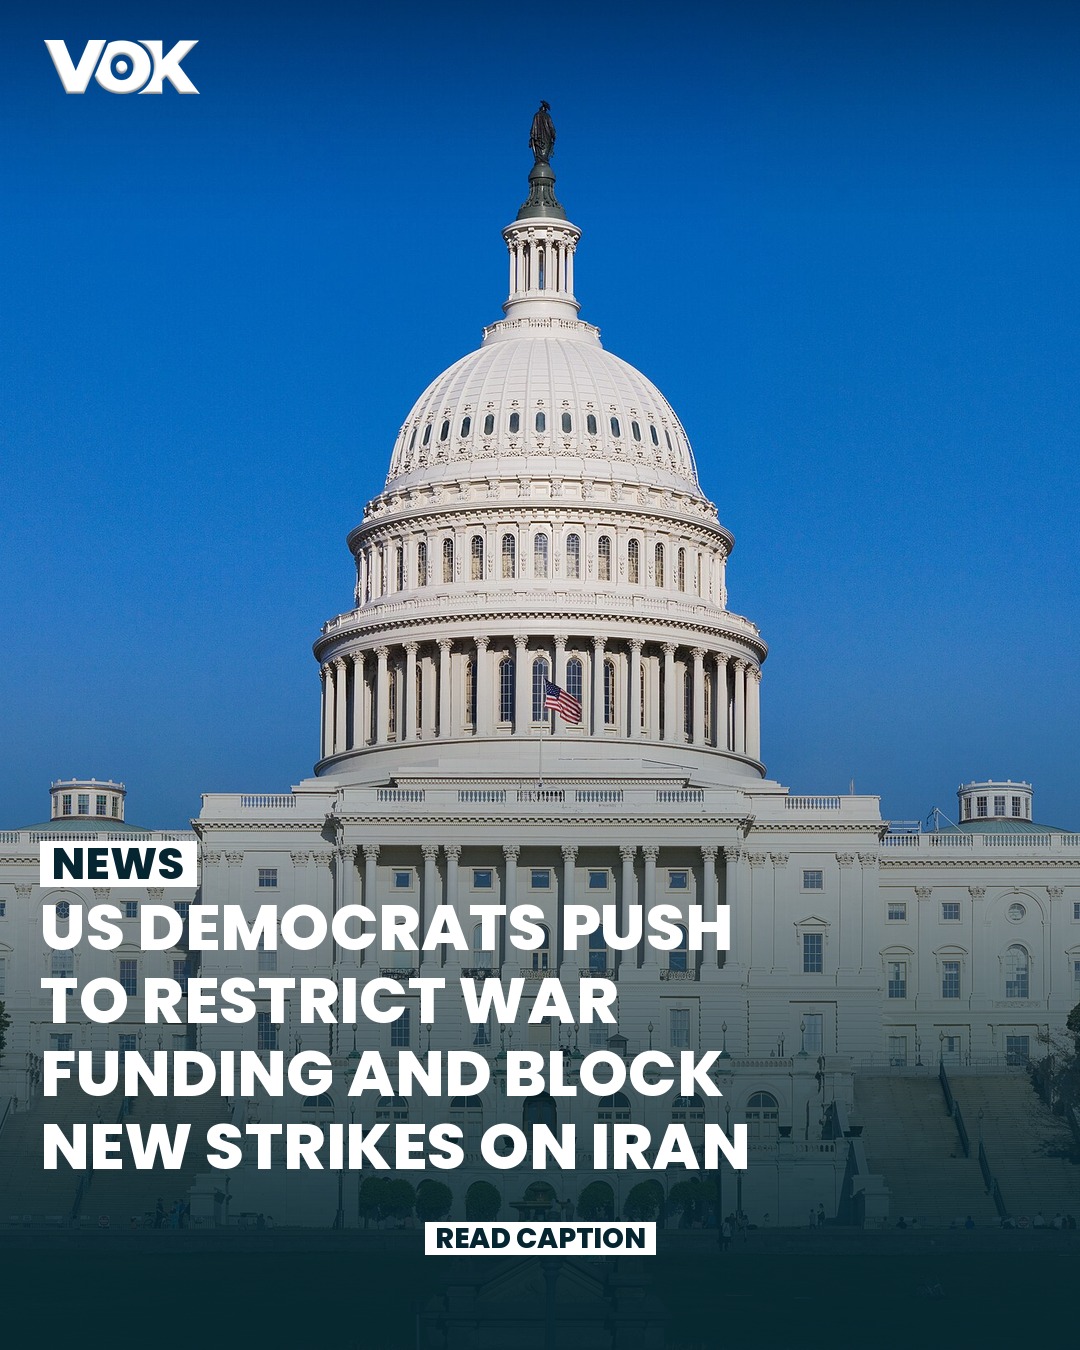 VOK
NEWS
US DEMOCRATS PUSH
TO RESTRICT WAR
FUNDING AND BLOCK
NEW STRIKES ON IRAN
READ CAPTION